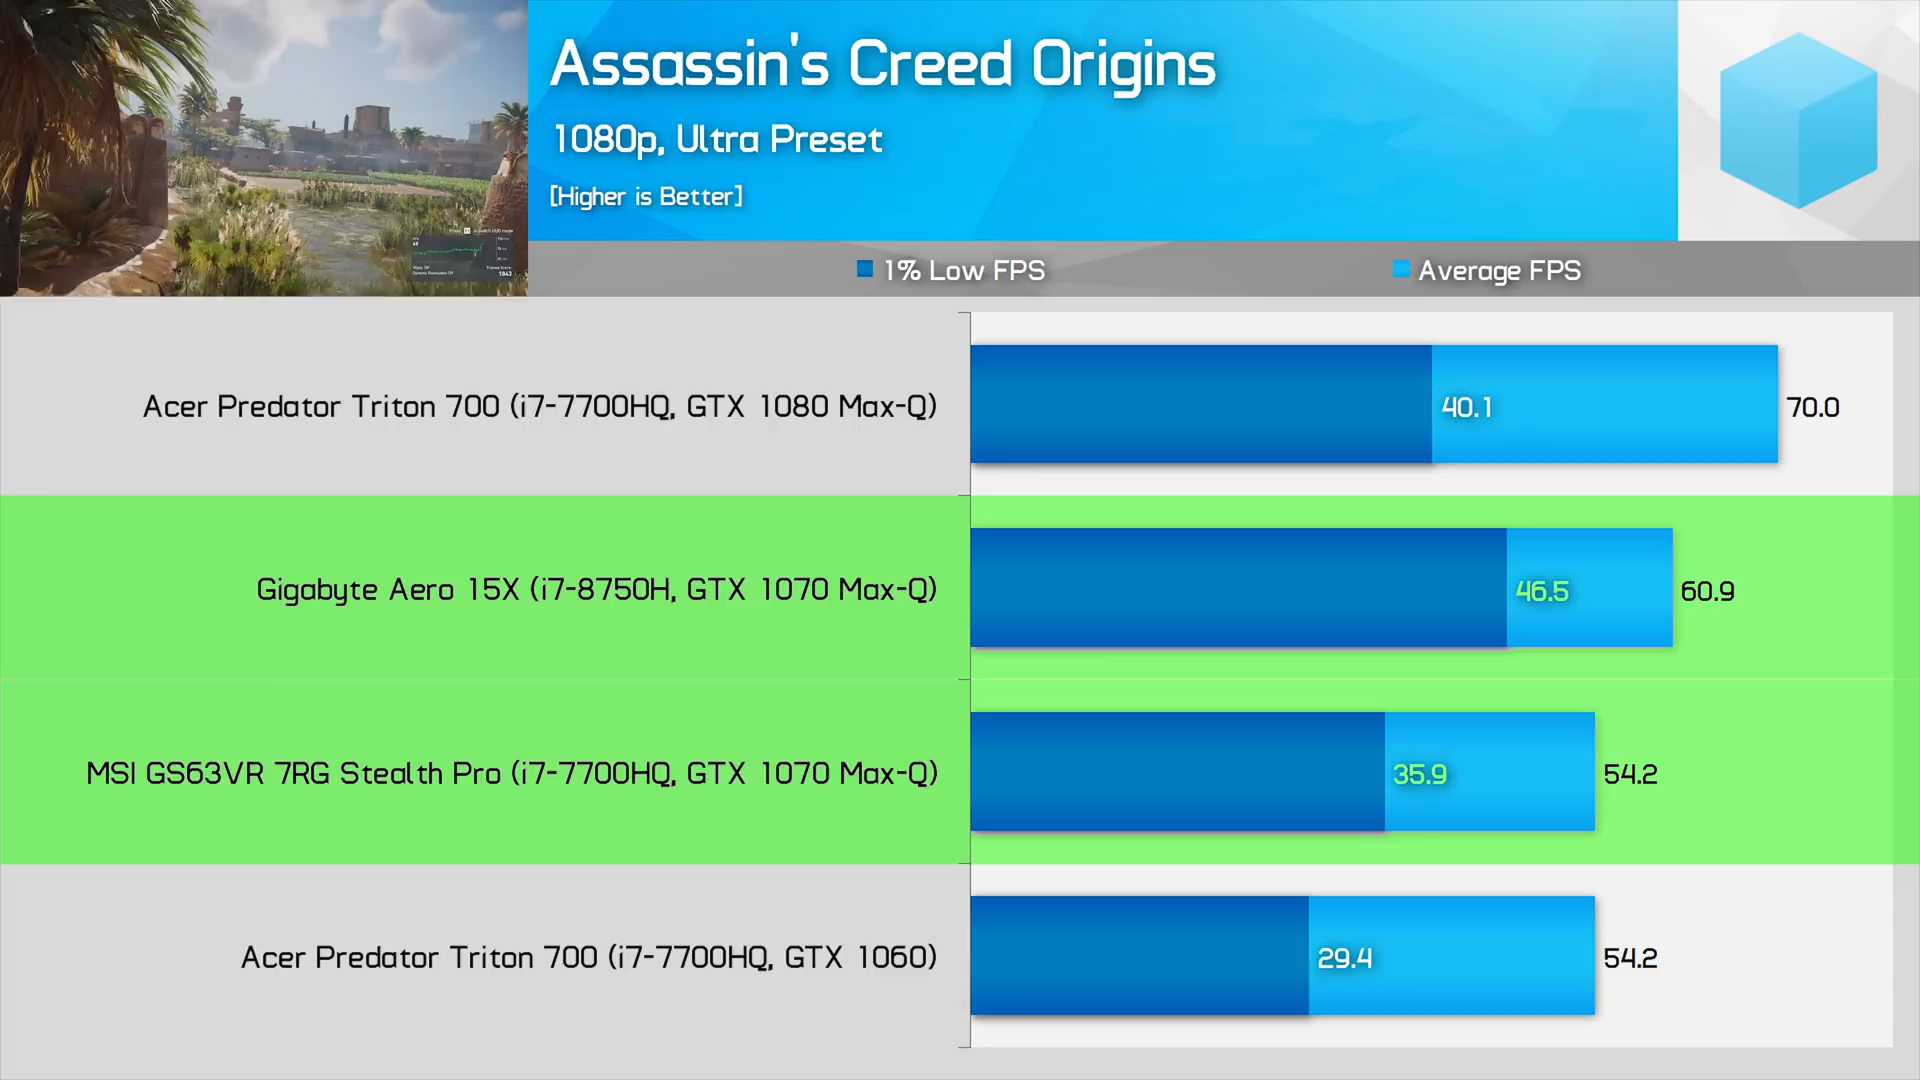 Assassin's Creed Origins
1080p, Ultra Preset
[Higher is Better]
1% Low FPS
Average FPS
Acer Predator Triton 700 (i7-7700HQ, GTX 1080 Max-Q)
40.1
70.0
Gigabyte Aero 15X (i7-8750H, GTX 1070 Max-Q)
46.5
60.9
MSI GS63VR 7RG Stealth Pro (i7-7700HQ, GTX 1070 Max-Q)
35.9
54.2
Acer Predator Triton 700 (i7-7700HQ, GTX 1060)
29.4
54.2